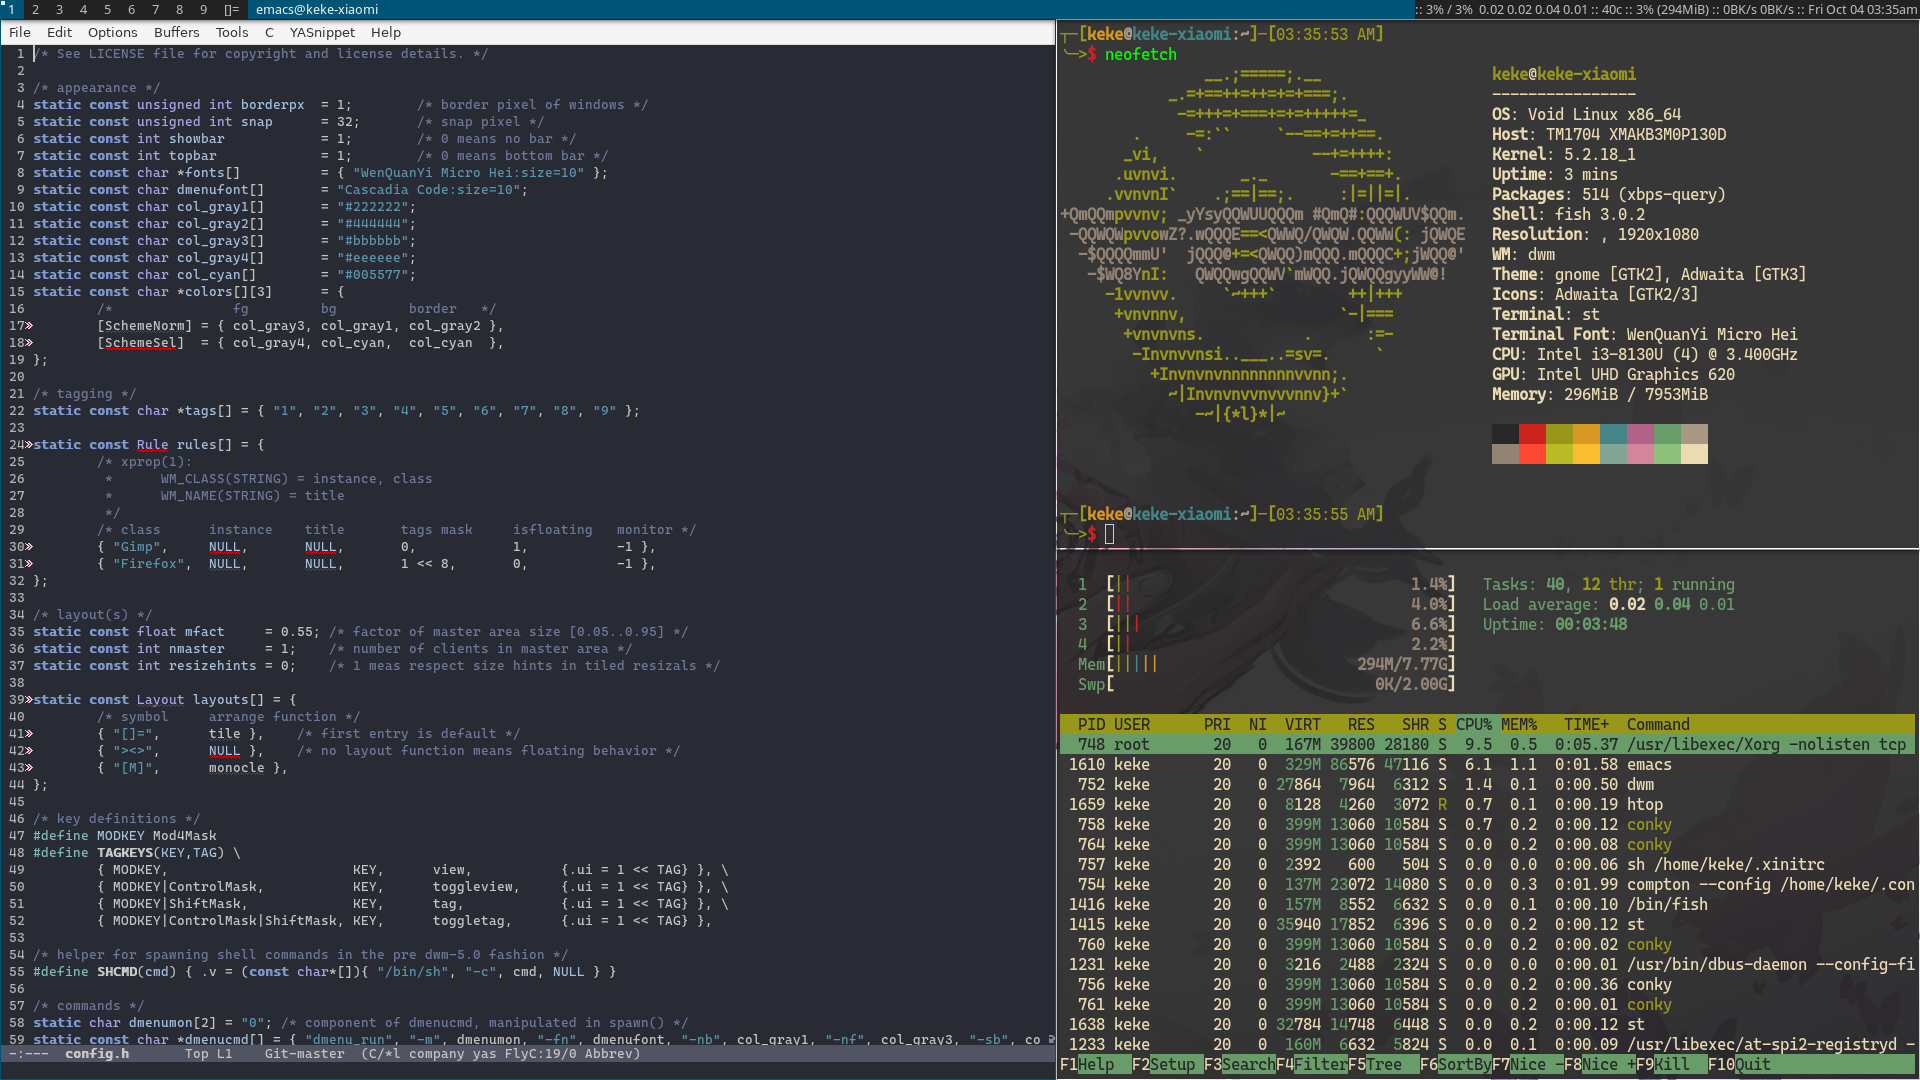 1 2 3 4 5 6 7 8 9 []= emacs@keke-xiaomi :: 3% / 3% 0.02 0.02 0.04 0.01 :: 40c :: 3% (294MiB) :: 0BK/s 0BK/s :: Fri Oct 04 03:35am
File Edit Options Buffers Tools C YASnippet Help
1 /* See LICENSE file for copyright and license details. */
2
3 /* appearance */
4 static const unsigned int borderpx  = 1;        /* border pixel of windows */
5 static const unsigned int snap      = 32;       /* snap pixel */
6 static const int showbar            = 1;        /* 0 means no bar */
7 static const int topbar             = 1;        /* 0 means bottom bar */
8 static const char *fonts[]          = { "WenQuanYi Micro Hei:size=10" };
9 static const char dmenufont[]       = "Cascadia Code:size=10";
10 static const char col_gray1[]       = "#222222";
11 static const char col_gray2[]       = "#444444";
12 static const char col_gray3[]       = "#bbbbbb";
13 static const char col_gray4[]       = "#eeeeee";
14 static const char col_cyan[]        = "#005577";
15 static const char *colors[][3]      = {
16         /*               fg         bg         border   */
17»        [SchemeNorm] = { col_gray3, col_gray1, col_gray2 },
18»        [SchemeSel]  = { col_gray4, col_cyan,  col_cyan  },
19 };
20
21 /* tagging */
22 static const char *tags[] = { "1", "2", "3", "4", "5", "6", "7", "8", "9" };
23
24»static const Rule rules[] = {
25         /* xprop(1):
26          *      WM_CLASS(STRING) = instance, class
27          *      WM_NAME(STRING) = title
28          */
29         /* class      instance    title       tags mask     isfloating   monitor */
30»        { "Gimp",     NULL,       NULL,       0,            1,           -1 },
31»        { "Firefox",  NULL,       NULL,       1 << 8,       0,           -1 },
32 };
33
34 /* layout(s) */
35 static const float mfact     = 0.55; /* factor of master area size [0.05..0.95] */
36 static const int nmaster     = 1;    /* number of clients in master area */
37 static const int resizehints = 0;    /* 1 meas respect size hints in tiled resizals */
38
39»static const Layout layouts[] = {
40         /* symbol     arrange function */
41»        { "[]=",      tile },    /* first entry is default */
42»        { "><>",      NULL },    /* no layout function means floating behavior */
43»        { "[M]",      monocle },
44 };
45
46 /* key definitions */
47 #define MODKEY Mod4Mask
48 #define TAGKEYS(KEY,TAG) \
49         { MODKEY,                       KEY,      view,           {.ui = 1 << TAG} }, \
50         { MODKEY|ControlMask,           KEY,      toggleview,     {.ui = 1 << TAG} }, \
51         { MODKEY|ShiftMask,             KEY,      tag,            {.ui = 1 << TAG} }, \
52         { MODKEY|ControlMask|ShiftMask, KEY,      toggletag,      {.ui = 1 << TAG} },
53
54 /* helper for spawning shell commands in the pre dwm-5.0 fashion */
55 #define SHCMD(cmd) { .v = (const char*[]){ "/bin/sh", "-c", cmd, NULL } }
56
57 /* commands */
58 static char dmenumon[2] = "0"; /* component of dmenucmd, manipulated in spawn() */
59 static const char *dmenucmd[] = { "dmenu_run", "-m", dmenumon, "-fn", dmenufont, "-nb", col_gray1, "-nf", col_gray3, "-sb", co
-:--- config.h Top L1 Git-master (C/*l company yas FlyC:19/0 Abbrev)
┬─[keke@keke-xiaomi:~]─[03:35:53 AM]
╰─>$ neofetch
keke@keke-xiaomi
----------------
OS: Void Linux x86_64
Host: TM1704 XMAKB3M0P130D
Kernel: 5.2.18_1
Uptime: 3 mins
Packages: 514 (xbps-query)
Shell: fish 3.0.2
Resolution: , 1920x1080
WM: dwm
Theme: gnome [GTK2], Adwaita [GTK3]
Icons: Adwaita [GTK2/3]
Terminal: st
Terminal Font: WenQuanYi Micro Hei
CPU: Intel i3-8130U (4) @ 3.400GHz
GPU: Intel UHD Graphics 620
Memory: 296MiB / 7953MiB
┬─[keke@keke-xiaomi:~]─[03:35:55 AM]
╰─>$
1 [|| 1.4%] Tasks: 40, 12 thr; 1 running
2 [|| 4.0%] Load average: 0.02 0.04 0.01
3 [||| 6.6%] Uptime: 00:03:48
4 [|| 2.2%]
Mem[||||| 294M/7.77G]
Swp[ 0K/2.00G]
PID USER PRI NI VIRT RES SHR S CPU% MEM% TIME+ Command
748 root 20 0 167M 39800 28180 S 9.5 0.5 0:05.37 /usr/libexec/Xorg -nolisten tcp
1610 keke 20 0 329M 86576 47116 S 6.1 1.1 0:01.58 emacs
752 keke 20 0 27864 7964 6312 S 1.4 0.1 0:00.50 dwm
1659 keke 20 0 8128 4260 3072 R 0.7 0.1 0:00.19 htop
758 keke 20 0 399M 13060 10584 S 0.7 0.2 0:00.12 conky
764 keke 20 0 399M 13060 10584 S 0.0 0.2 0:00.08 conky
757 keke 20 0 2392 600 504 S 0.0 0.0 0:00.06 sh /home/keke/.xinitrc
754 keke 20 0 137M 23072 14080 S 0.0 0.3 0:01.99 compton --config /home/keke/.con
1416 keke 20 0 157M 8552 6632 S 0.0 0.1 0:00.10 /bin/fish
1415 keke 20 0 35940 17852 6396 S 0.0 0.2 0:00.12 st
760 keke 20 0 399M 13060 10584 S 0.0 0.2 0:00.02 conky
1231 keke 20 0 3216 2488 2324 S 0.0 0.0 0:00.01 /usr/bin/dbus-daemon --config-fi
756 keke 20 0 399M 13060 10584 S 0.0 0.2 0:00.36 conky
761 keke 20 0 399M 13060 10584 S 0.0 0.2 0:00.01 conky
1638 keke 20 0 32784 14748 6448 S 0.0 0.2 0:00.12 st
1233 keke 20 0 160M 6632 5824 S 0.0 0.1 0:00.09 /usr/libexec/at-spi2-registryd -
F1Help F2Setup F3SearchF4FilterF5Tree F6SortByF7Nice -F8Nice +F9Kill F10Quit